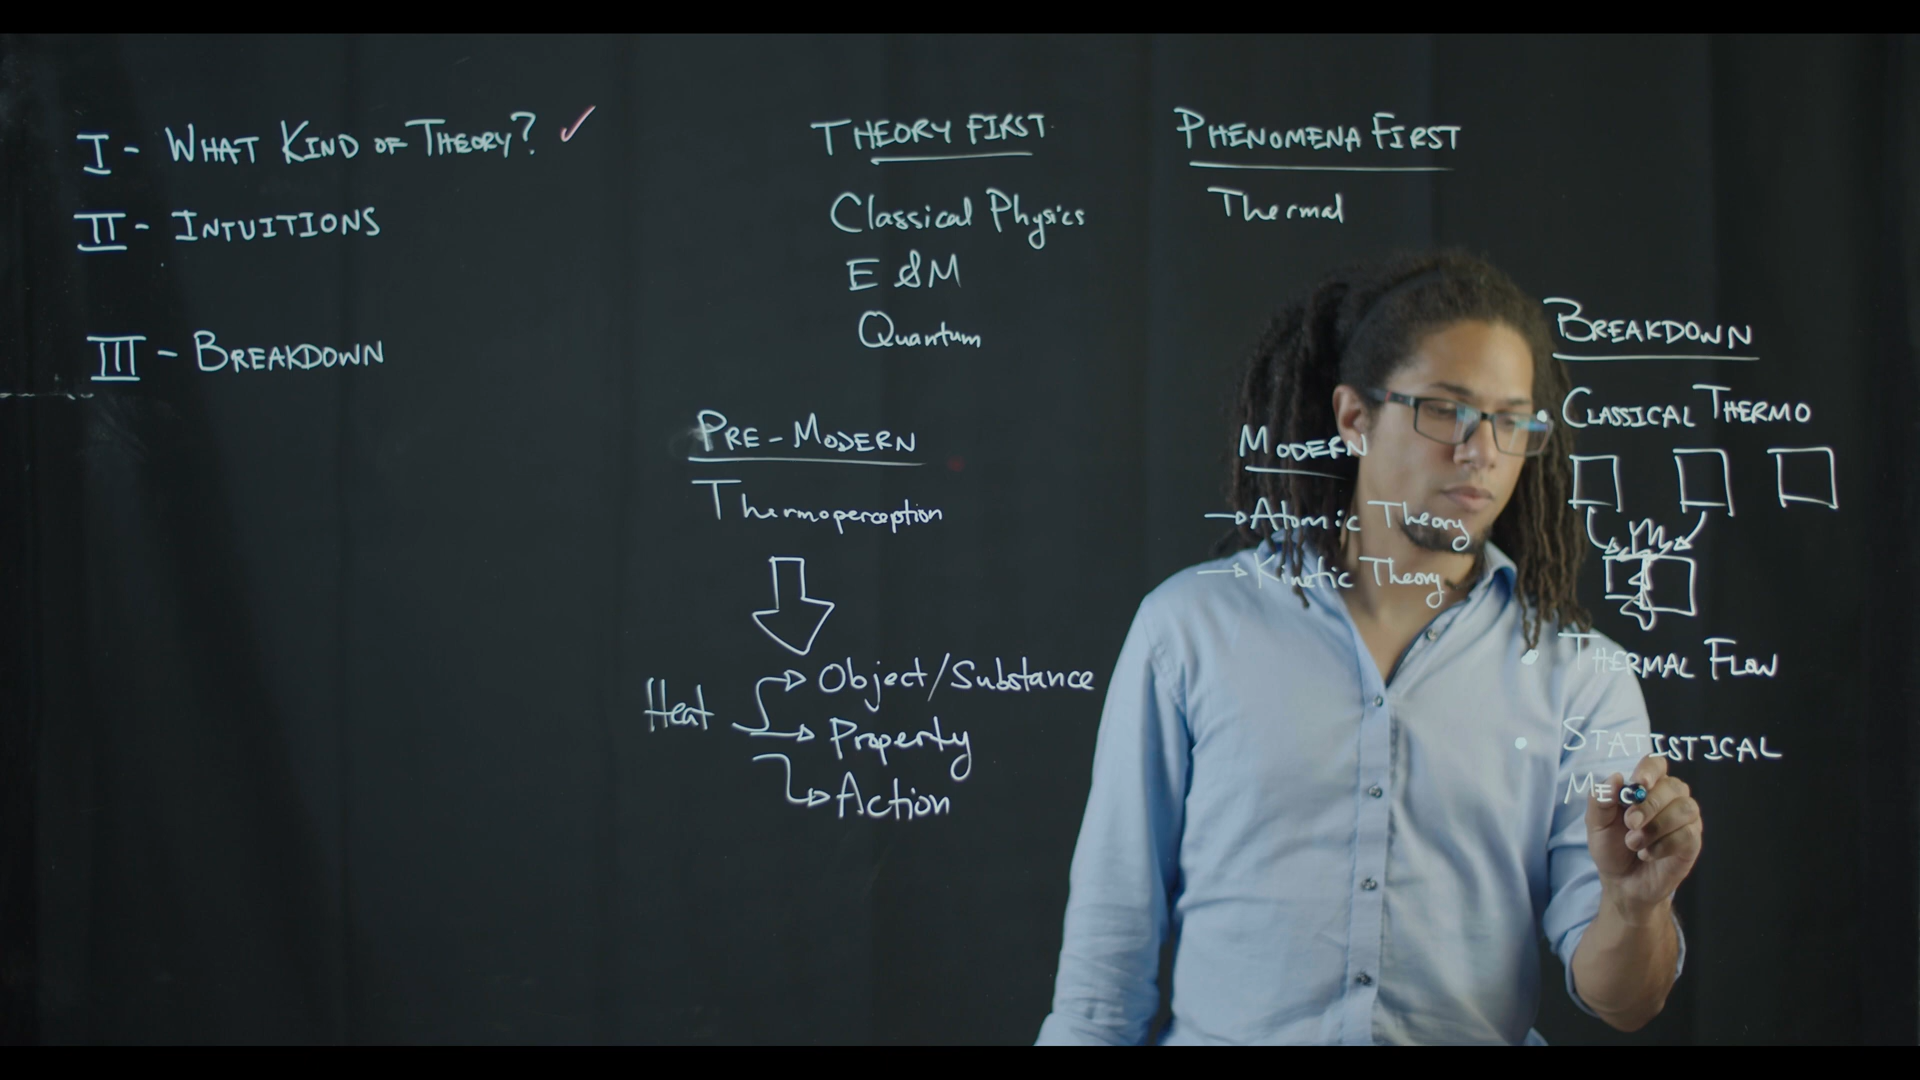 I - WHAT KIND OF THEORY? ✓
II - INTUITIONS
III - BREAKDOWN
THEORY FIRST
Classical Physics
E & M
Quantum
PHENOMENA FIRST
Thermal
PRE-MODERN
Thermoperception
Heat
Object/Substance
Property
Action
MODERN
→ Atomic Theory
→ Kinetic Theory
BREAKDOWN
• CLASSICAL THERMO
• THERMAL FLOW
• STATISTICAL
MEC